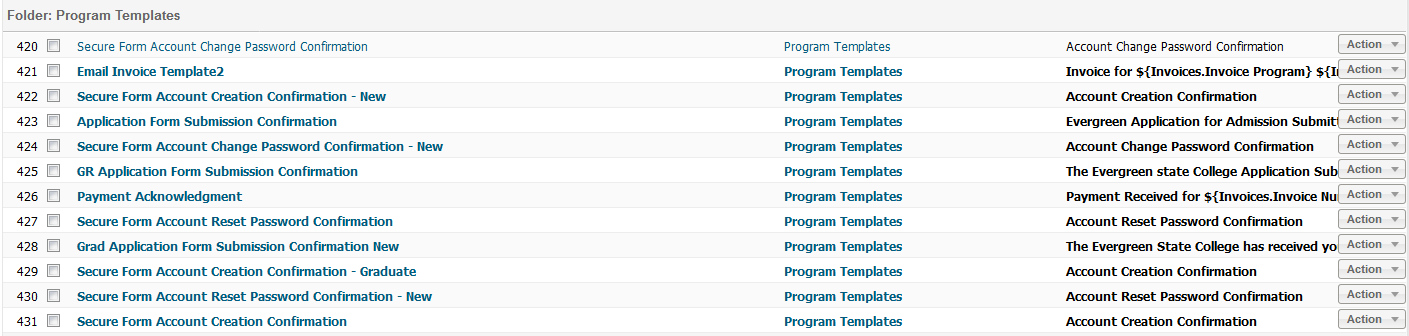 Folder: Program Templates
420 Secure Form Account Change Password Confirmation Program Templates Account Change Password Confirmation Action
421 Email Invoice Template2 Program Templates Invoice for ${Invoices.Invoice Program} ${In Action
422 Secure Form Account Creation Confirmation - New Program Templates Account Creation Confirmation Action
423 Application Form Submission Confirmation Program Templates Evergreen Application for Admission Submitt Action
424 Secure Form Account Change Password Confirmation - New Program Templates Account Change Password Confirmation Action
425 GR Application Form Submission Confirmation Program Templates The Evergreen state College Application Sub Action
426 Payment Acknowledgment Program Templates Payment Received for ${Invoices.Invoice Nu Action
427 Secure Form Account Reset Password Confirmation Program Templates Account Reset Password Confirmation Action
428 Grad Application Form Submission Confirmation New Program Templates The Evergreen State College has received yo Action
429 Secure Form Account Creation Confirmation - Graduate Program Templates Account Creation Confirmation Action
430 Secure Form Account Reset Password Confirmation - New Program Templates Account Reset Password Confirmation Action
431 Secure Form Account Creation Confirmation Program Templates Account Creation Confirmation Action